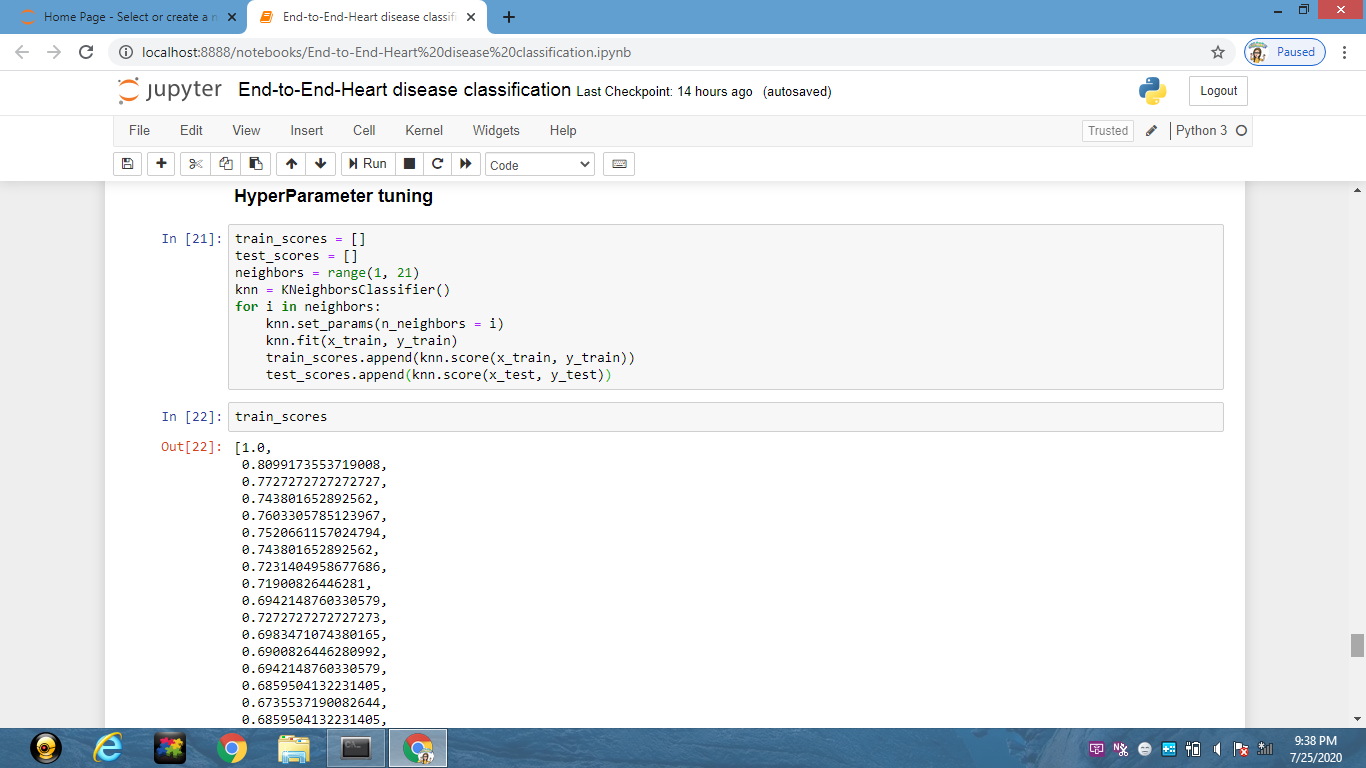 Home Page - Select or create a n
End-to-End-Heart disease classifi
localhost:8888/notebooks/End-to-End-Heart%20disease%20classification.ipynb
Paused
jupyter End-to-End-Heart disease classification Last Checkpoint: 14 hours ago (autosaved)
Logout
File Edit View Insert Cell Kernel Widgets Help
Trusted
Python 3
Run
Code
HyperParameter tuning
In [21]: train_scores = []
test_scores = []
neighbors = range(1, 21)
knn = KNeighborsClassifier()
for i in neighbors:
    knn.set_params(n_neighbors = i)
    knn.fit(x_train, y_train)
    train_scores.append(knn.score(x_train, y_train))
    test_scores.append(knn.score(x_test, y_test))
In [22]: train_scores
Out[22]: [1.0,
0.8099173553719008,
0.7727272727272727,
0.743801652892562,
0.7603305785123967,
0.7520661157024794,
0.743801652892562,
0.7231404958677686,
0.71900826446281,
0.6942148760330579,
0.7272727272727273,
0.6983471074380165,
0.6900826446280992,
0.6942148760330579,
0.6859504132231405,
0.6735537190082644,
0.6859504132231405,
9:38 PM
7/25/2020